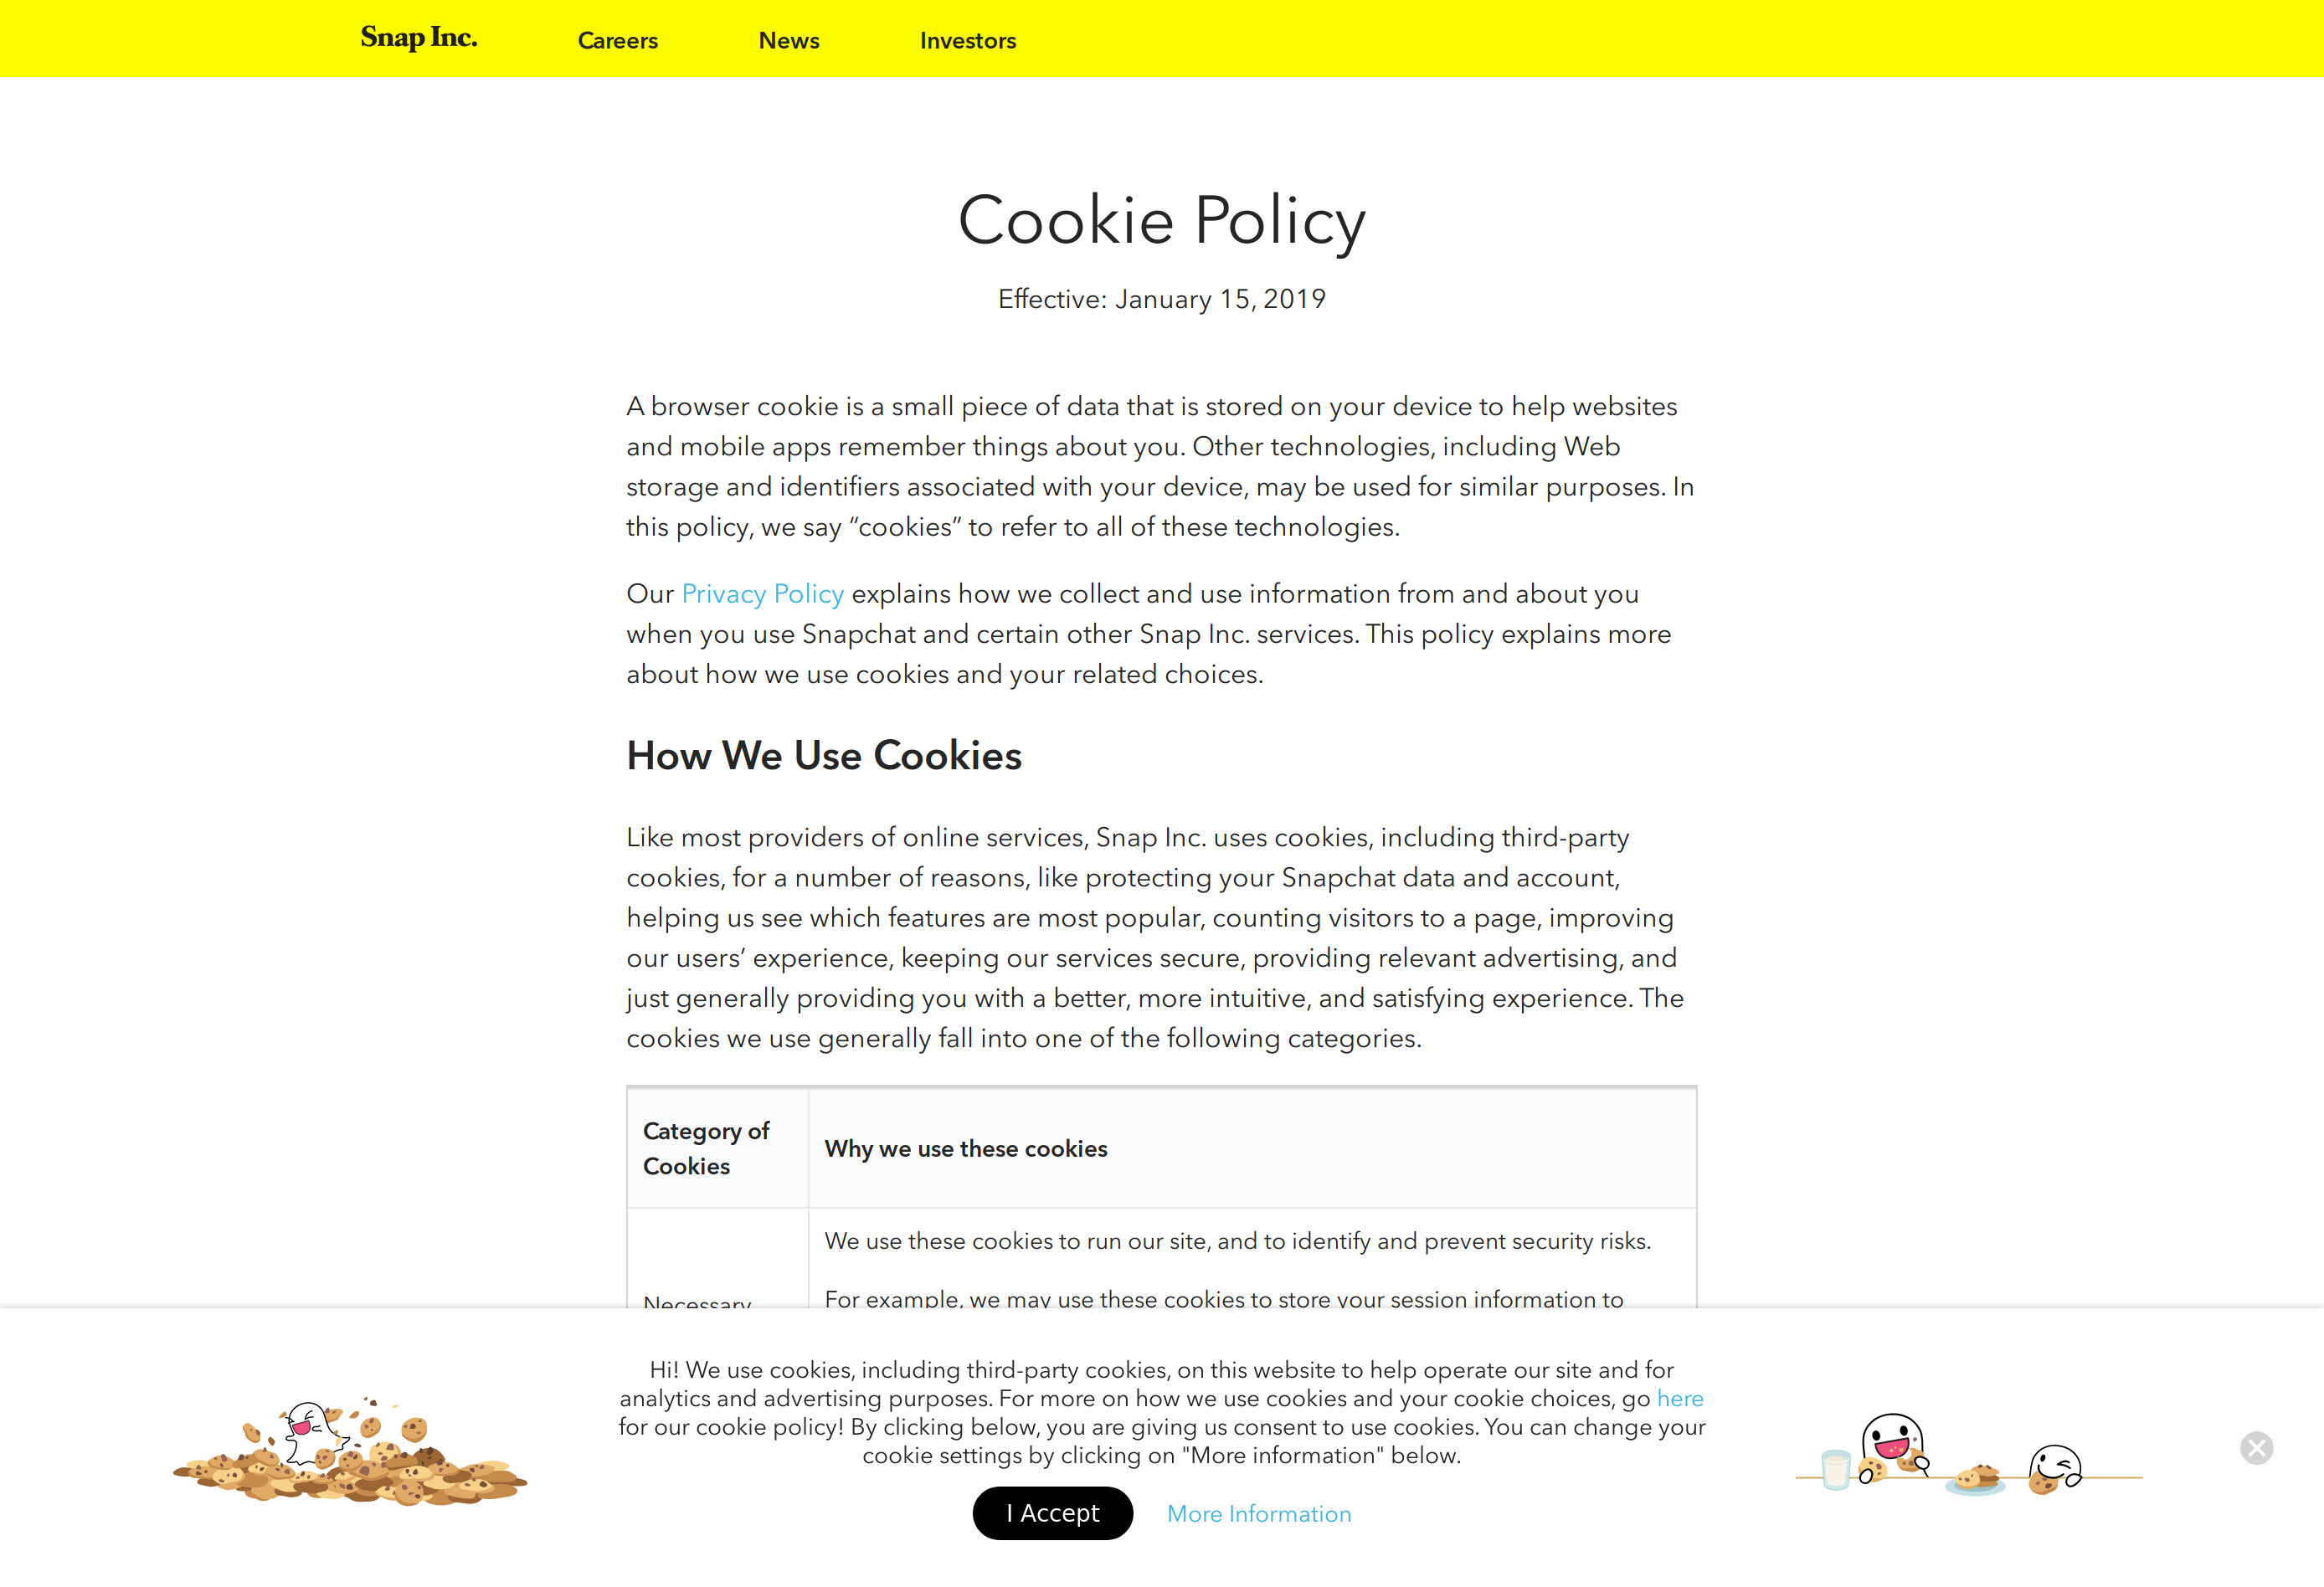 Snap Inc. Careers News Investors
Cookie Policy
Effective: January 15, 2019
A browser cookie is a small piece of data that is stored on your device to help websites
and mobile apps remember things about you. Other technologies, including Web
storage and identifiers associated with your device, may be used for similar purposes. In
this policy, we say “cookies” to refer to all of these technologies.
Our Privacy Policy explains how we collect and use information from and about you
when you use Snapchat and certain other Snap Inc. services. This policy explains more
about how we use cookies and your related choices.
How We Use Cookies
Like most providers of online services, Snap Inc. uses cookies, including third-party
cookies, for a number of reasons, like protecting your Snapchat data and account,
helping us see which features are most popular, counting visitors to a page, improving
our users’ experience, keeping our services secure, providing relevant advertising, and
just generally providing you with a better, more intuitive, and satisfying experience. The
cookies we use generally fall into one of the following categories.
Category of
Cookies
Why we use these cookies
We use these cookies to run our site, and to identify and prevent security risks.
Necessary
For example, we may use these cookies to store your session information to
Hi! We use cookies, including third-party cookies, on this website to help operate our site and for
analytics and advertising purposes. For more on how we use cookies and your cookie choices, go here
for our cookie policy! By clicking below, you are giving us consent to use cookies. You can change your
cookie settings by clicking on "More information" below.
I Accept More Information